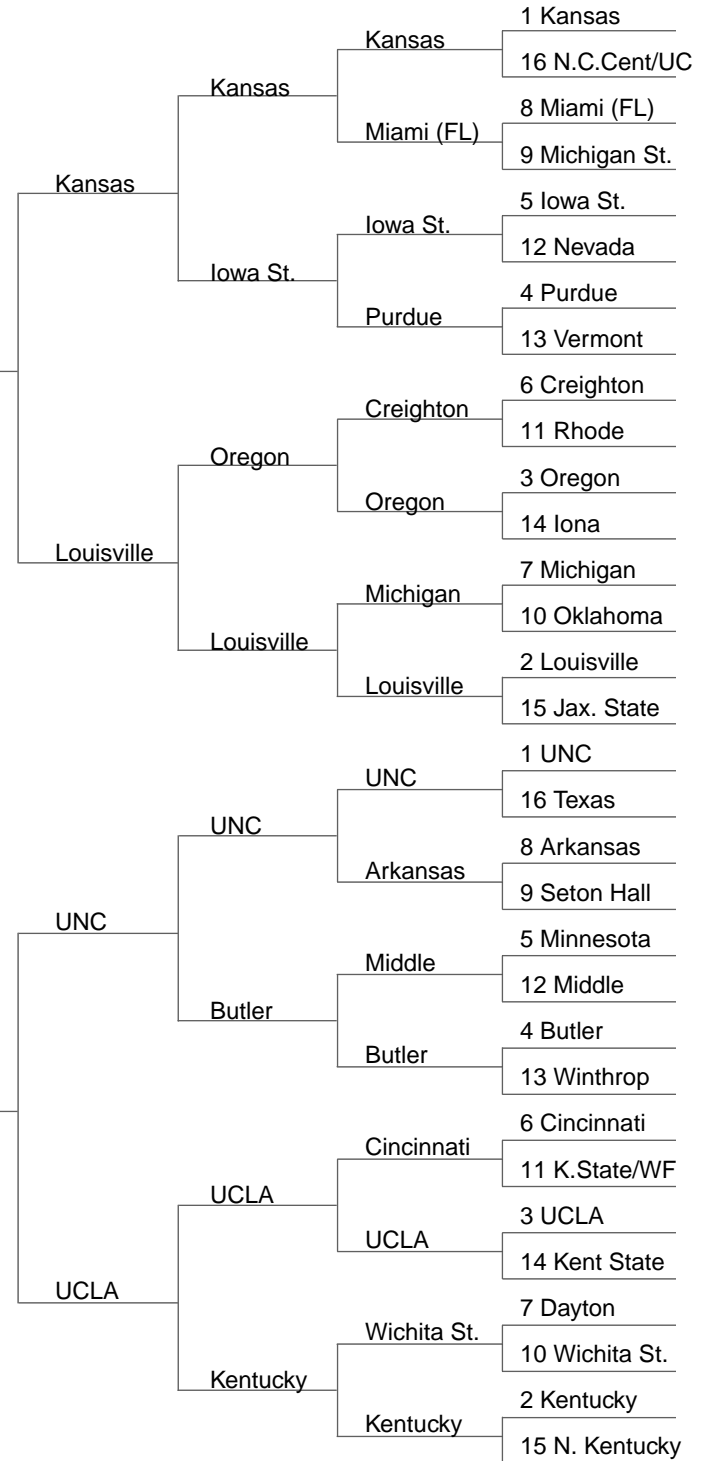 1 Kansas
Kansas
16 N.C.Cent/UC
Kansas
8 Miami (FL)
Miami (FL)
9 Michigan St.
Kansas
5 Iowa St.
Iowa St.
12 Nevada
Iowa St.
4 Purdue
Purdue
13 Vermont
6 Creighton
Creighton
11 Rhode
Oregon
3 Oregon
Oregon
14 Iona
Louisville
7 Michigan
Michigan
10 Oklahoma
Louisville
2 Louisville
Louisville
15 Jax. State
1 UNC
UNC
16 Texas
UNC
8 Arkansas
Arkansas
9 Seton Hall
UNC
5 Minnesota
Middle
12 Middle
Butler
4 Butler
Butler
13 Winthrop
6 Cincinnati
Cincinnati
11 K.State/WF
UCLA
3 UCLA
UCLA
14 Kent State
UCLA
7 Dayton
Wichita St.
10 Wichita St.
Kentucky
2 Kentucky
Kentucky
15 N. Kentucky